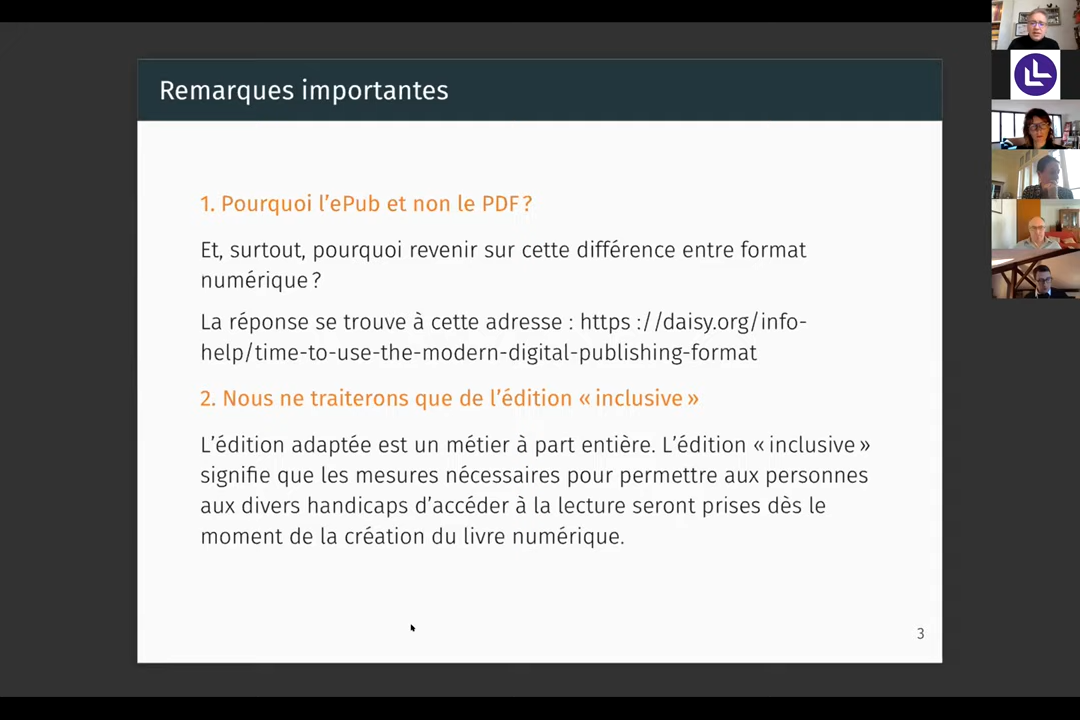 Remarques importantes
1. Pourquoi l’ePub et non le PDF ?
Et, surtout, pourquoi revenir sur cette différence entre format
numérique ?
La réponse se trouve à cette adresse : https ://daisy.org/info-
help/time-to-use-the-modern-digital-publishing-format
2. Nous ne traiterons que de l’édition « inclusive »
L’édition adaptée est un métier à part entière. L’édition « inclusive »
signifie que les mesures nécessaires pour permettre aux personnes
aux divers handicaps d’accéder à la lecture seront prises dès le
moment de la création du livre numérique.
3